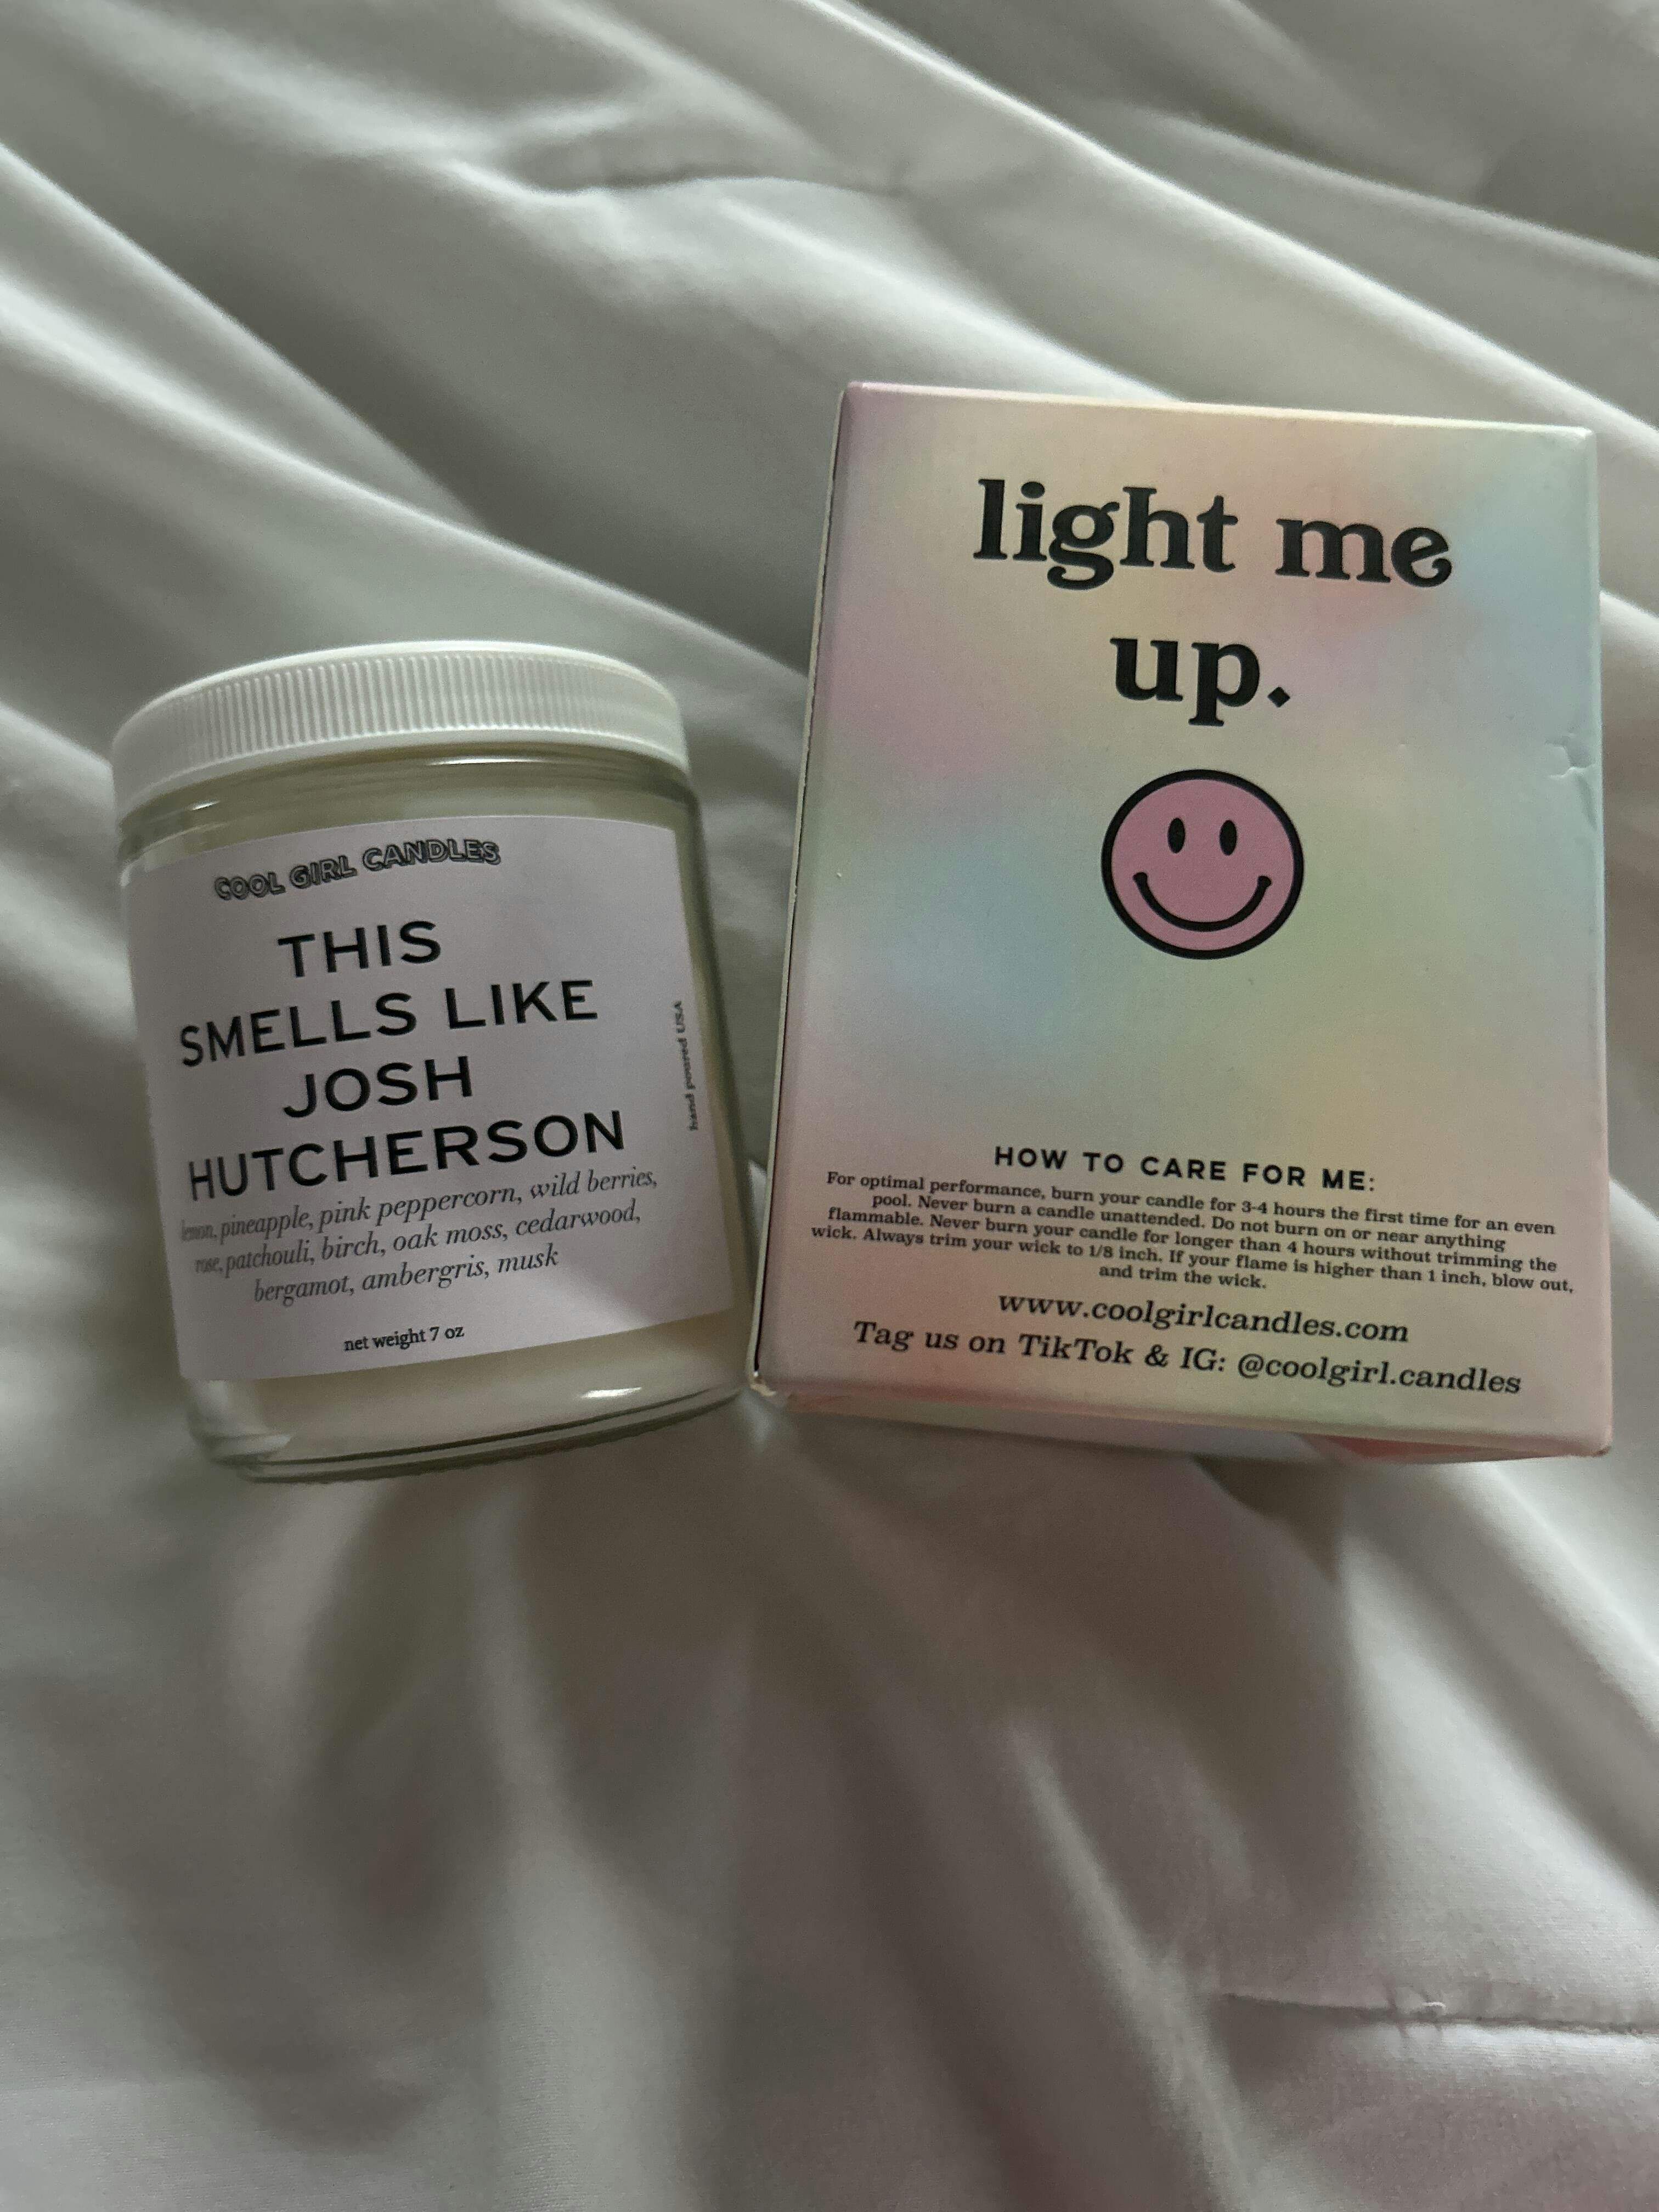 COOL GIRL CANDLES
THIS
SMELLS LIKE
JOSH
HUTCHERSON
lemon, pineapple, pink peppercorn, wild berries,
rose, patchouli, birch, oak moss, cedarwood,
bergamot, ambergris, musk
net weight 7 oz
hand poured USA
light me
up.
HOW TO CARE FOR ME:
For optimal performance, burn your candle for 3-4 hours the first time for an even
pool. Never burn a candle unattended. Do not burn on or near anything
flammable. Never burn your candle for longer than 4 hours without trimming the
wick. Always trim your wick to 1/8 inch. If your flame is higher than 1 inch, blow out,
and trim the wick.
www.coolgirlcandles.com
Tag us on TikTok & IG: @coolgirl.candles